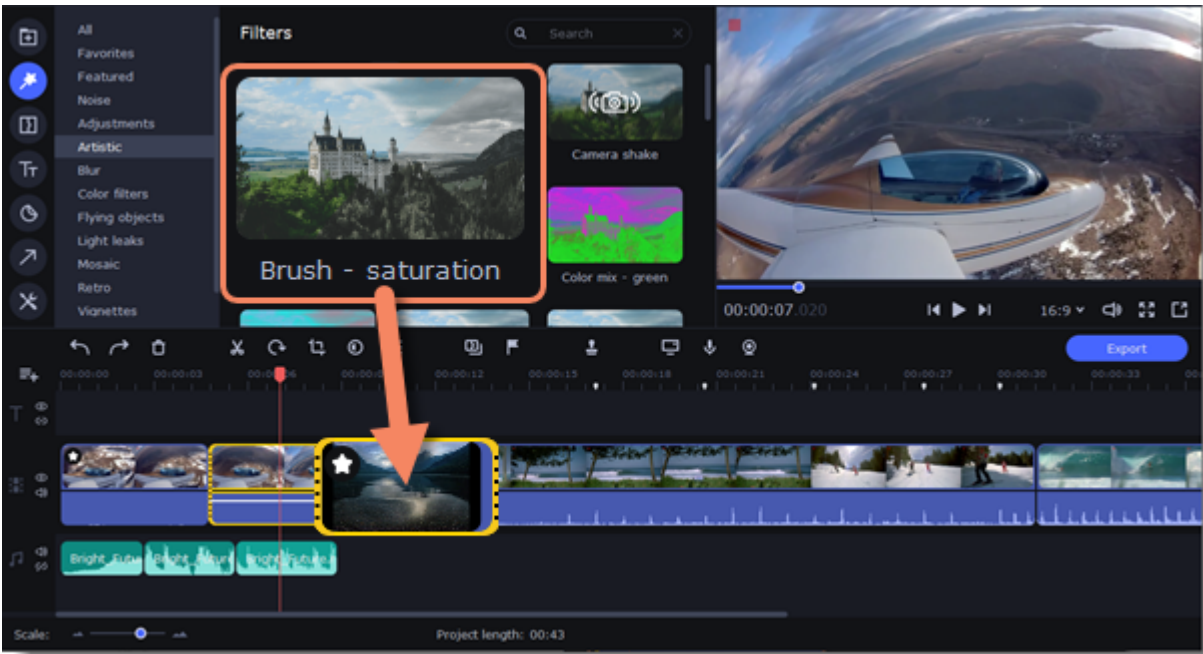 All
Favorites
Featured
Noise
Adjustments
Artistic
Blur
Color filters
Flying objects
Light leaks
Mosaic
Retro
Vignettes
Filters
Search
Brush - saturation
Camera shake
Color mix - green
00:00:07.020
16:9
Export
00:00:00 00:00:03 00:00:12 00:00:15 00:00:18 00:00:21 00:00:24 00:00:27 00:00:30 00:00:33
Scale:
Project length: 00:43